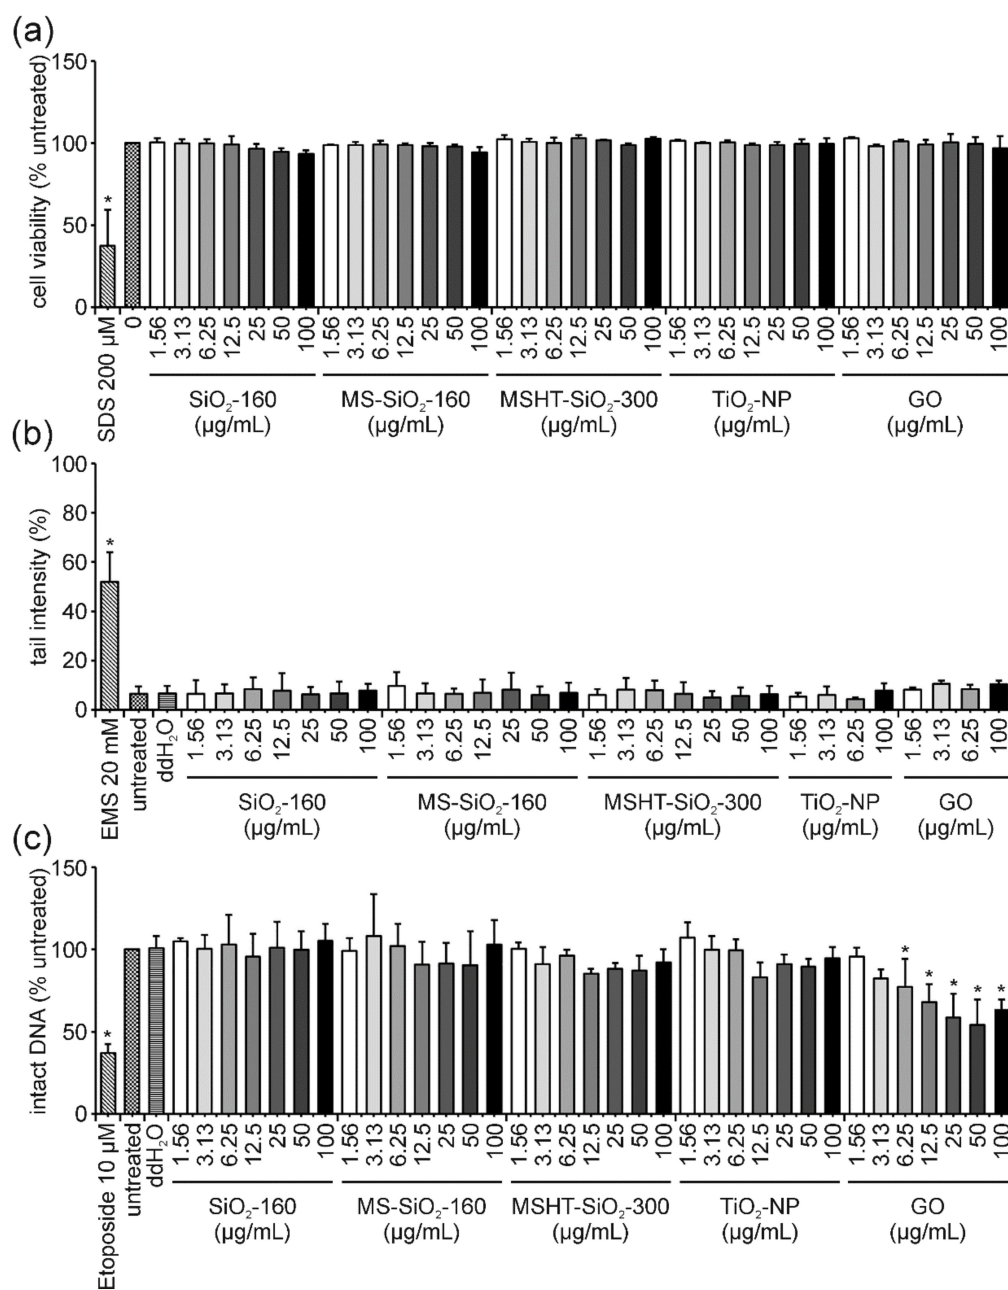 (a)
cell viability (% untreated)
150
100
50
0
*
SDS 200 µM
0
1.56
3.13
6.25
12.5
25
50
100
1.56
3.13
6.25
12.5
25
50
100
1.56
3.13
6.25
12.5
25
50
100
1.56
3.13
6.25
12.5
25
50
100
1.56
3.13
6.25
12.5
25
50
100
SiO₂-160
(µg/mL)
MS-SiO₂-160
(µg/mL)
MSHT-SiO₂-300
(µg/mL)
TiO₂-NP
(µg/mL)
GO
(µg/mL)
(b)
tail intensity (%)
100
80
60
40
20
0
*
EMS 20 mM
untreated
ddH₂O
1.56
3.13
6.25
12.5
25
50
100
1.56
3.13
6.25
12.5
25
50
100
1.56
3.13
6.25
12.5
25
50
100
1.56
3.13
6.25
100
1.56
3.13
6.25
100
SiO₂-160
(µg/mL)
MS-SiO₂-160
(µg/mL)
MSHT-SiO₂-300
(µg/mL)
TiO₂-NP
(µg/mL)
GO
(µg/mL)
(c)
intact DNA (% untreated)
150
100
50
0
*
* * * * *
Etoposide 10 µM
untreated
ddH₂O
1.56
3.13
6.25
12.5
25
50
100
1.56
3.13
6.25
12.5
25
50
100
1.56
3.13
6.25
12.5
25
50
100
1.56
3.13
6.25
12.5
25
50
100
1.56
3.13
6.25
12.5
25
50
100
SiO₂-160
(µg/mL)
MS-SiO₂-160
(µg/mL)
MSHT-SiO₂-300
(µg/mL)
TiO₂-NP
(µg/mL)
GO
(µg/mL)